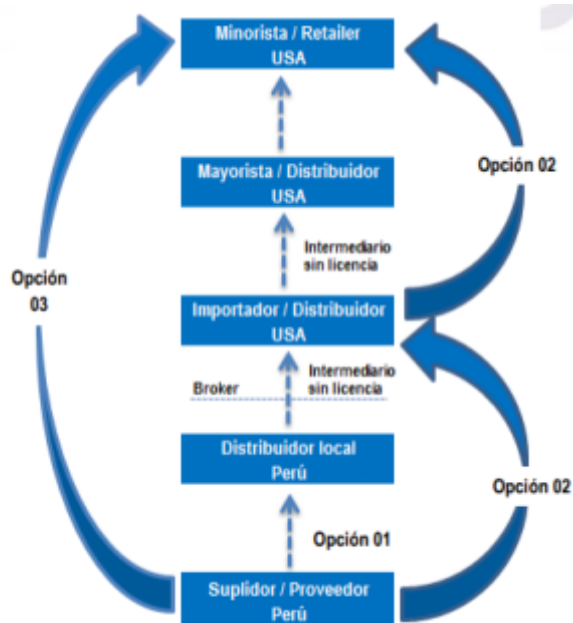 Minorista / Retailer
USA
Mayorista / Distribuidor
USA
Opción 02
Intermediario
sin licencia
Opción
03
Importador / Distribuidor
USA
Broker
Intermediario
sin licencia
Distribuidor local
Perú
Opción 02
Opción 01
Suplidor / Proveedor
Perú